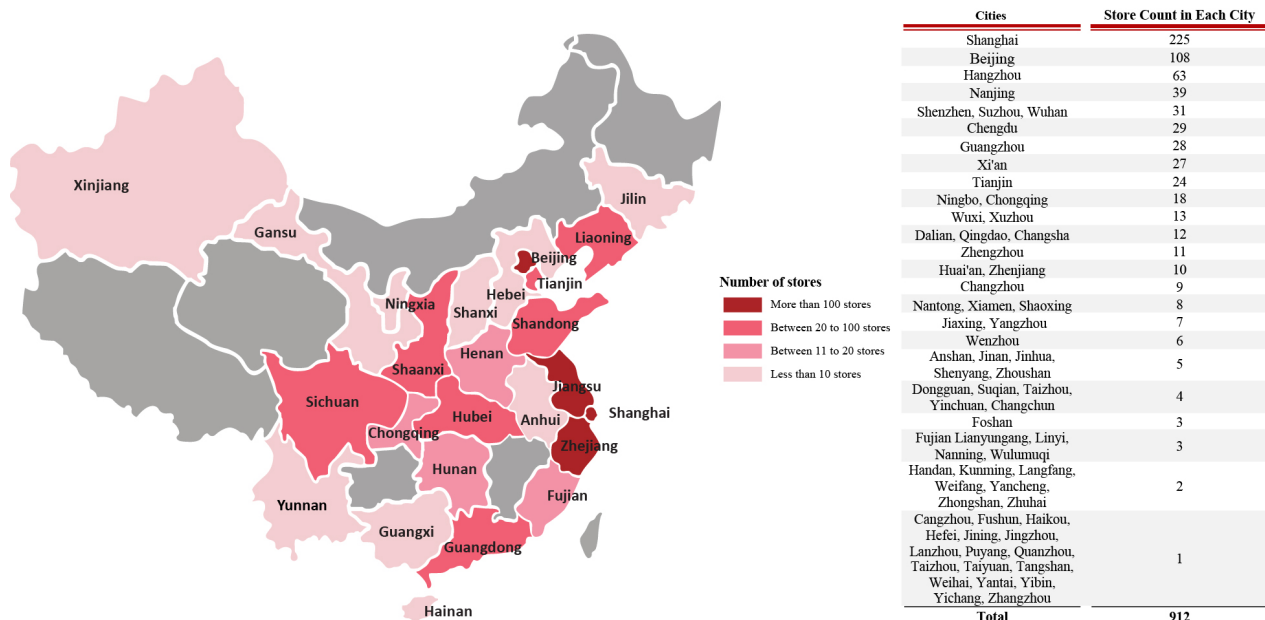 Xinjiang
Gansu
Jilin
Liaoning
Beijing
Tianjin
Hebei
Ningxia
Shanxi
Shandong
Henan
Shaanxi
Jiangsu
Sichuan
Shanghai
Hubei
Anhui
Chongqing
Zhejiang
Hunan
Fujian
Yunnan
Guangxi
Guangdong
Hainan
Number of stores
More than 100 stores
Between 20 to 100 stores
Between 11 to 20 stores
Less than 10 stores
Cities Store Count in Each City
Shanghai 225
Beijing 108
Hangzhou 63
Nanjing 39
Shenzhen, Suzhou, Wuhan 31
Chengdu 29
Guangzhou 28
Xi'an 27
Tianjin 24
Ningbo, Chongqing 18
Wuxi, Xuzhou 13
Dalian, Qingdao, Changsha 12
Zhengzhou 11
Huai'an, Zhenjiang 10
Changzhou 9
Nantong, Xiamen, Shaoxing 8
Jiaxing, Yangzhou 7
Wenzhou 6
Anshan, Jinan, Jinhua,
Shenyang, Zhoushan 5
Dongguan, Suqian, Taizhou,
Yinchuan, Changchun 4
Foshan 3
Fujian Lianyungang, Linyi,
Nanning, Wulumuqi 3
Handan, Kunming, Langfang,
Weifang, Yancheng,
Zhongshan, Zhuhai 2
Cangzhou, Fushun, Haikou,
Hefei, Jining, Jingzhou,
Lanzhou, Puyang, Quanzhou,
Taizhou, Taiyuan, Tangshan,
Weihai, Yantai, Yibin,
Yichang, Zhangzhou 1
Total 912